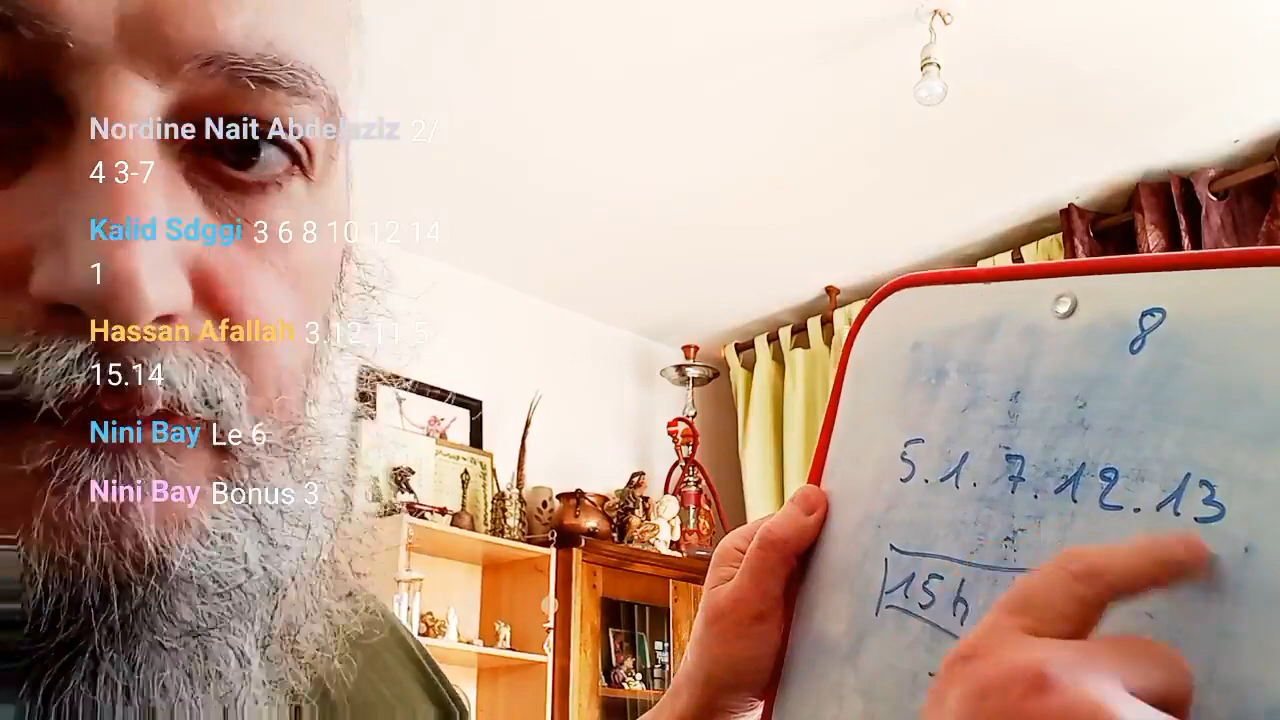 Nordine Nait Abdelaziz 2/
4 3-7
Kalid Sdggi 3 6 8 10 12 14
1
Hassan Afallah 3.12 11 5
15.14
Nini Bay Le 6
Nini Bay Bonus 3
8
5.1.7.12.13
15h